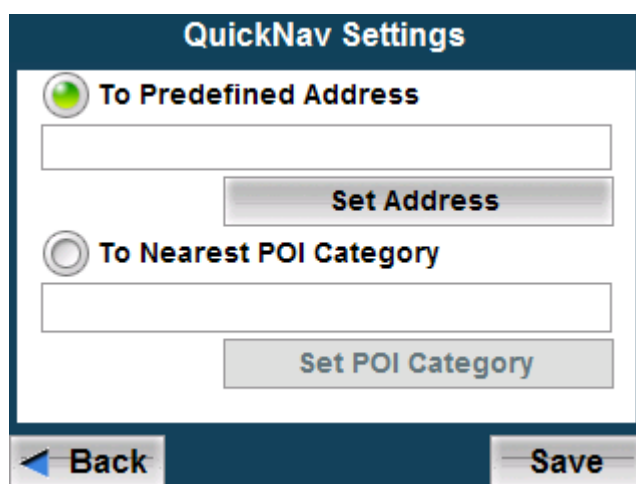 QuickNav Settings
To Predefined Address
Set Address
To Nearest POI Category
Set POI Category
Back
Save